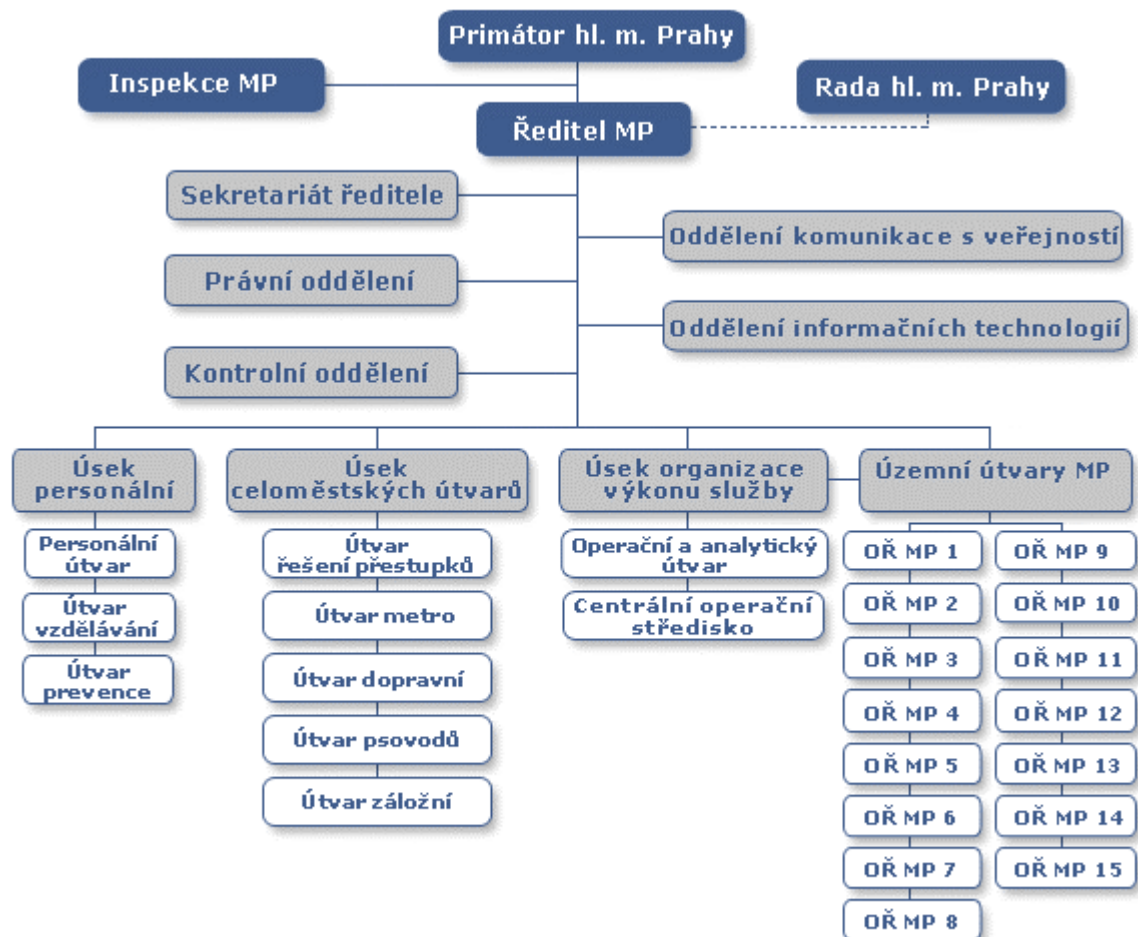 Primátor hl. m. Prahy
Inspekce MP
Rada hl. m. Prahy
Ředitel MP
Sekretariát ředitele
Oddělení komunikace s veřejností
Právní oddělení
Oddělení informačních technologií
Kontrolní oddělení
Úsek
personální
Úsek
celoměstských útvarů
Úsek organizace
výkonu služby
Územní útvary MP
Personální
útvar
Útvar
vzdělávání
Útvar
prevence
Útvar
řešení přestupků
Útvar metro
Útvar dopravní
Útvar psovodů
Útvar záložní
Operační a analytický
útvar
Centrální operační
středisko
OŘ MP 1
OŘ MP 2
OŘ MP 3
OŘ MP 4
OŘ MP 5
OŘ MP 6
OŘ MP 7
OŘ MP 8
OŘ MP 9
OŘ MP 10
OŘ MP 11
OŘ MP 12
OŘ MP 13
OŘ MP 14
OŘ MP 15